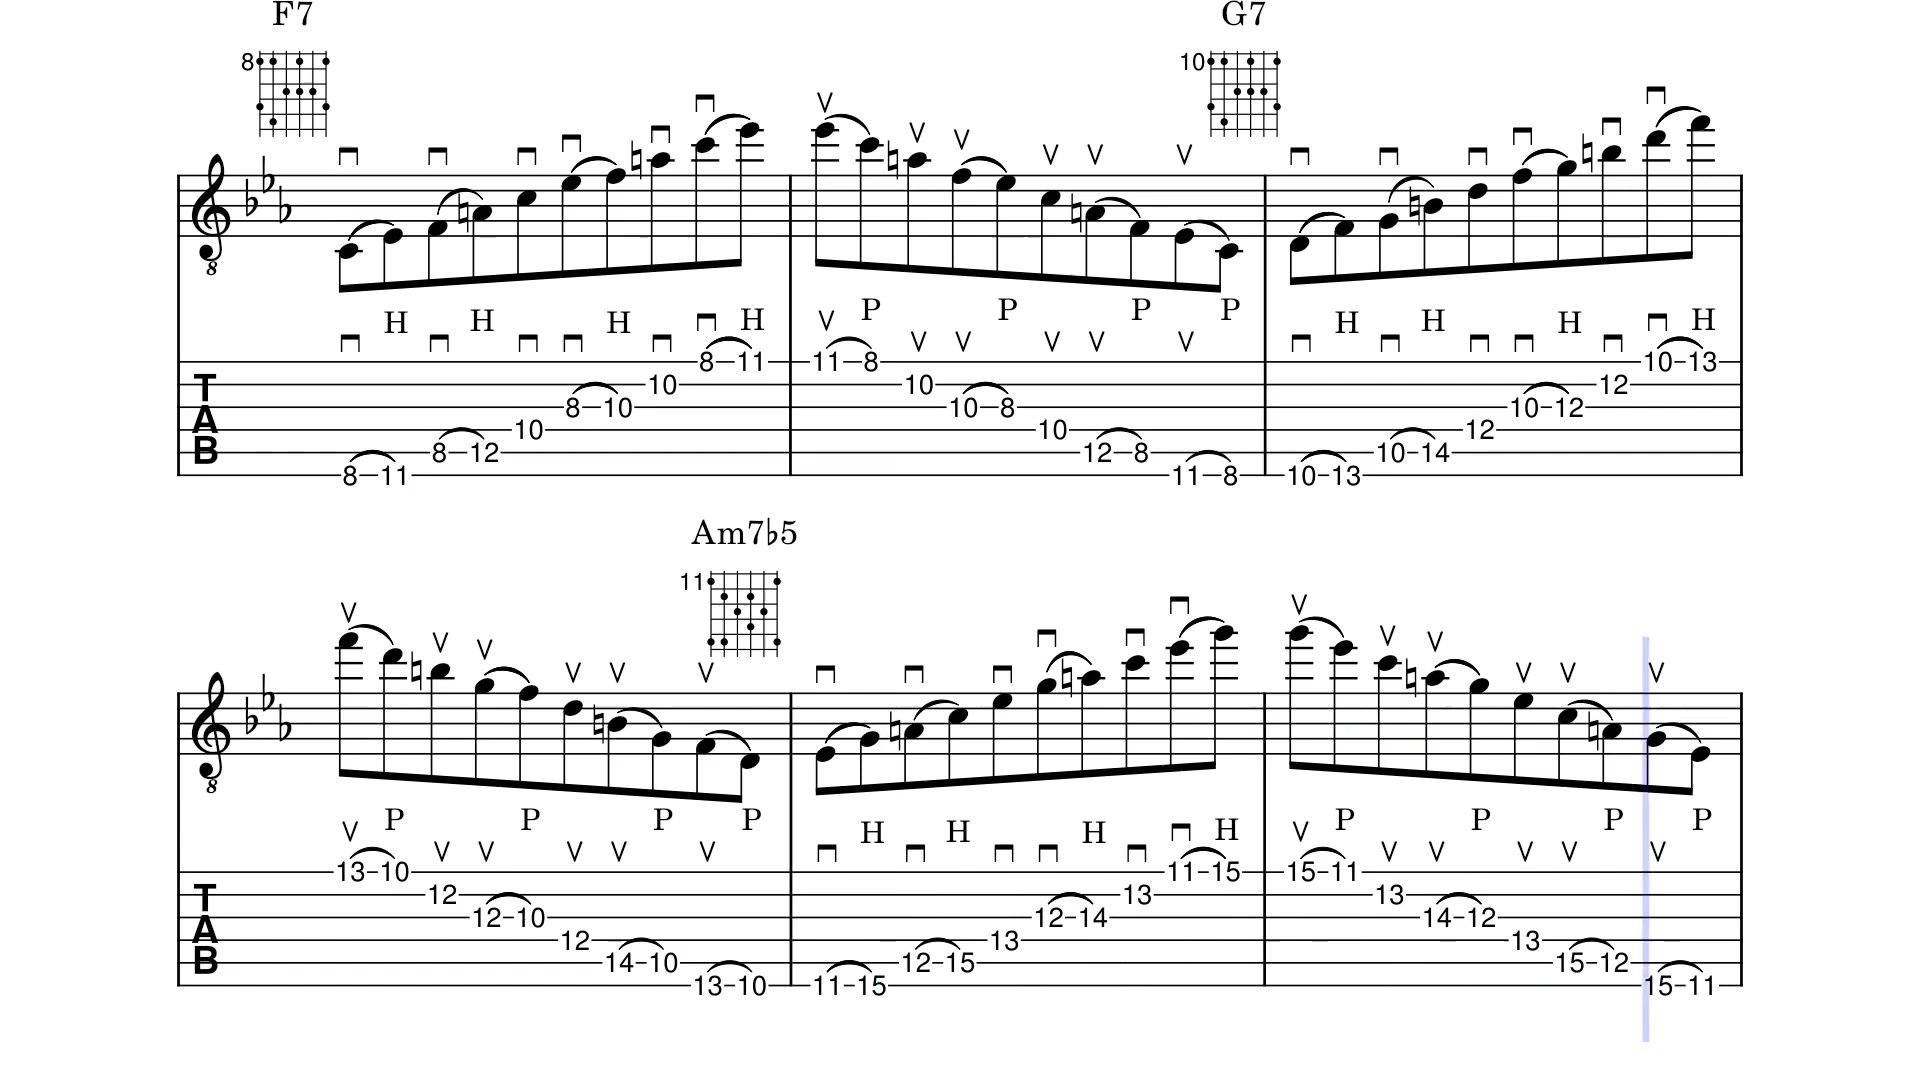 F7 G7
8 10
8
H H H H P P P P H H H H
8 11 11 8 10 13
T 10 10 12
A 8 10 10 8 10 12
10 10 12
B 8 12 12 8 10 14
8 11 11 8 10 13
Am7♭5
11
8
P P P P H H H H P P P P
13 10 11 15 15 11
T 12 13 13
A 12 10 12 14 14 12
12 13 13
B 14 10 12 15 15 12
13 10 11 15 15 11